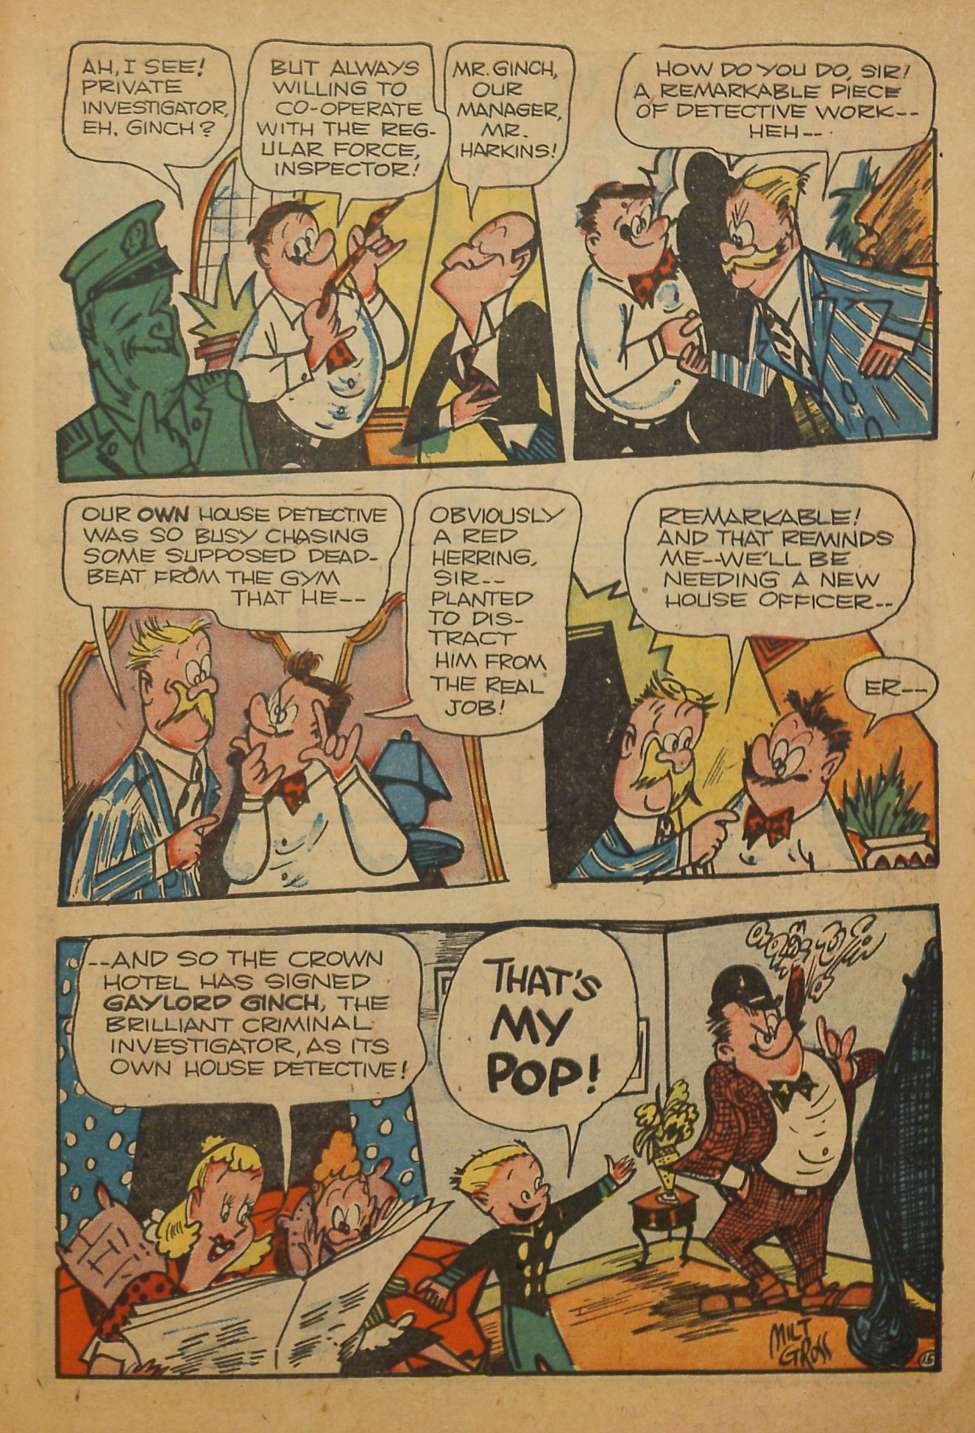 AH, I SEE!
PRIVATE
INVESTIGATOR,
EH, GINCH?
BUT ALWAYS
WILLING TO
CO-OPERATE
WITH THE REG-
ULAR FORCE,
INSPECTOR!
MR. GINCH,
OUR
MANAGER,
MR.
HARKINS!
HOW DO YOU DO, SIR!
A REMARKABLE PIECE
OF DETECTIVE WORK--
HEH--
OUR OWN HOUSE DETECTIVE
WAS SO BUSY CHASING
SOME SUPPOSED DEAD-
BEAT FROM THE GYM
THAT HE--
OBVIOUSLY
A RED
HERRING,
SIR--
PLANTED
TO DIS-
TRACT
HIM FROM
THE REAL
JOB!
REMARKABLE!
AND THAT REMINDS
ME--WE'LL BE
NEEDING A NEW
HOUSE OFFICER--
ER--
--AND SO THE CROWN
HOTEL HAS SIGNED
GAYLORD GINCH, THE
BRILLIANT CRIMINAL
INVESTIGATOR, AS ITS
OWN HOUSE DETECTIVE!
THAT'S
MY
POP!
MILT
GROSS
15